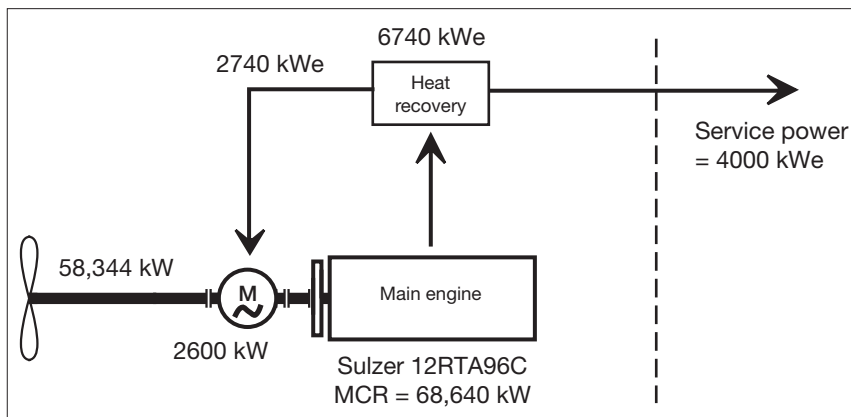 6740 kWe
2740 kWe
Heat
recovery
Service power
= 4000 kWe
58,344 kW
M
Main engine
2600 kW
Sulzer 12RTA96C
MCR = 68,640 kW